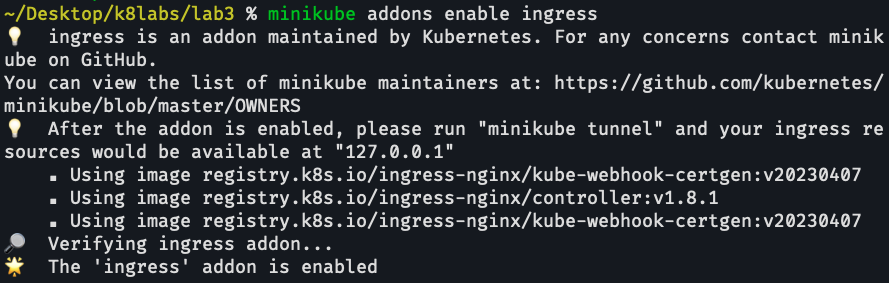 ~/Desktop/k8labs/lab3 % minikube addons enable ingress
💡  ingress is an addon maintained by Kubernetes. For any concerns contact minik
ube on GitHub.
You can view the list of minikube maintainers at: https://github.com/kubernetes/
minikube/blob/master/OWNERS
💡  After the addon is enabled, please run "minikube tunnel" and your ingress re
sources would be available at "127.0.0.1"
    ▪ Using image registry.k8s.io/ingress-nginx/kube-webhook-certgen:v20230407
    ▪ Using image registry.k8s.io/ingress-nginx/controller:v1.8.1
    ▪ Using image registry.k8s.io/ingress-nginx/kube-webhook-certgen:v20230407
🔎  Verifying ingress addon...
🌟  The 'ingress' addon is enabled